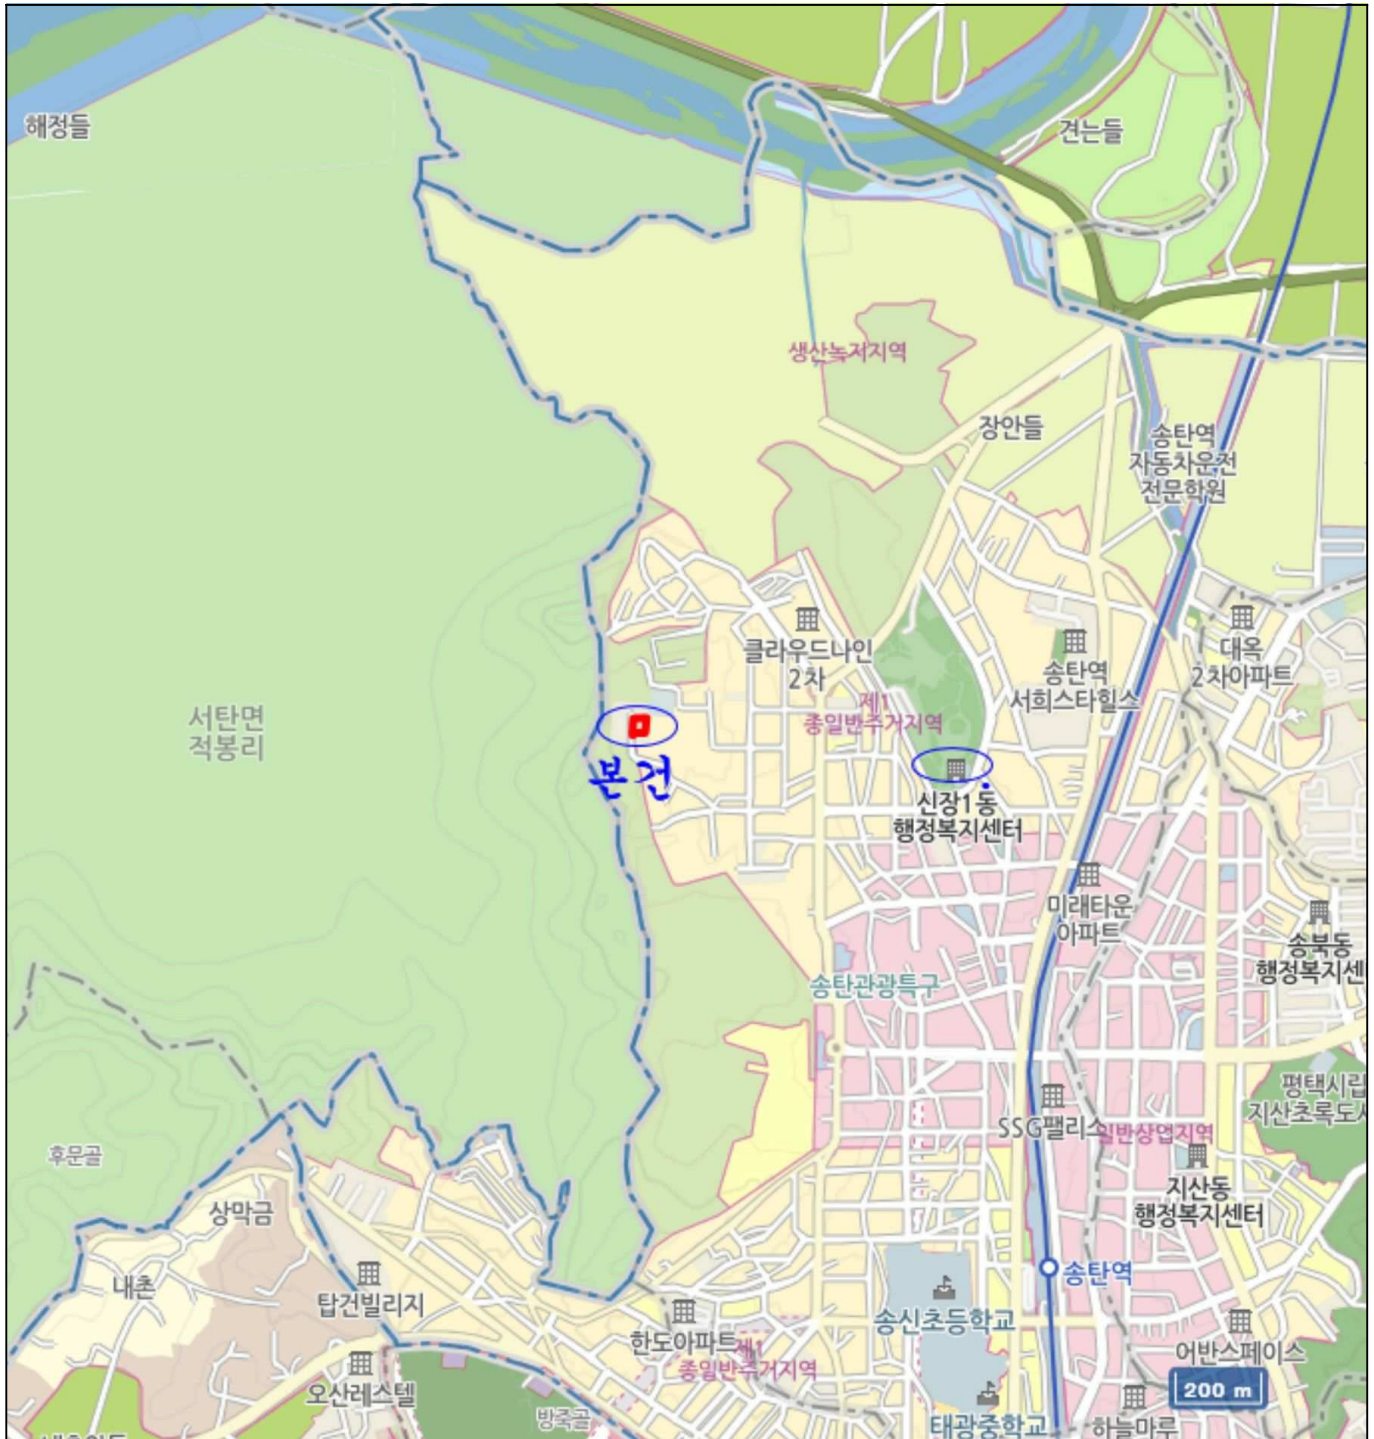 해정들
견는들
생산녹지지역
장안들
송탄역
자동차운전
전문학원
클라우드나인
2차
대옥
2차아파트
송탄역
서희스타힐스
제1
종일반주거지역
서탄면
적봉리
본건
신장1동
행정복지센터
미래타운
아파트
송북동
행정복지센
송탄관광특구
평택시립
지산초록도서
SSG팰리스
일반상업지역
후문골
지산동
행정복지센터
상막금
내촌
탑건빌리지
송탄역
한도아파트
송신초등학교
제1
종일반주거지역
어반스페이스
오산레스텔
200 m
방죽골
태광중학교
하늘마루